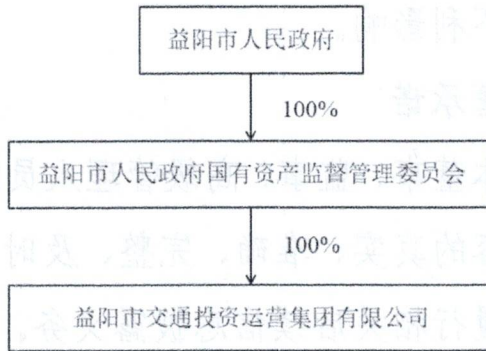 益阳市人民政府
100%
益阳市人民政府国有资产监督管理委员会
100%
益阳市交通投资运营集团有限公司